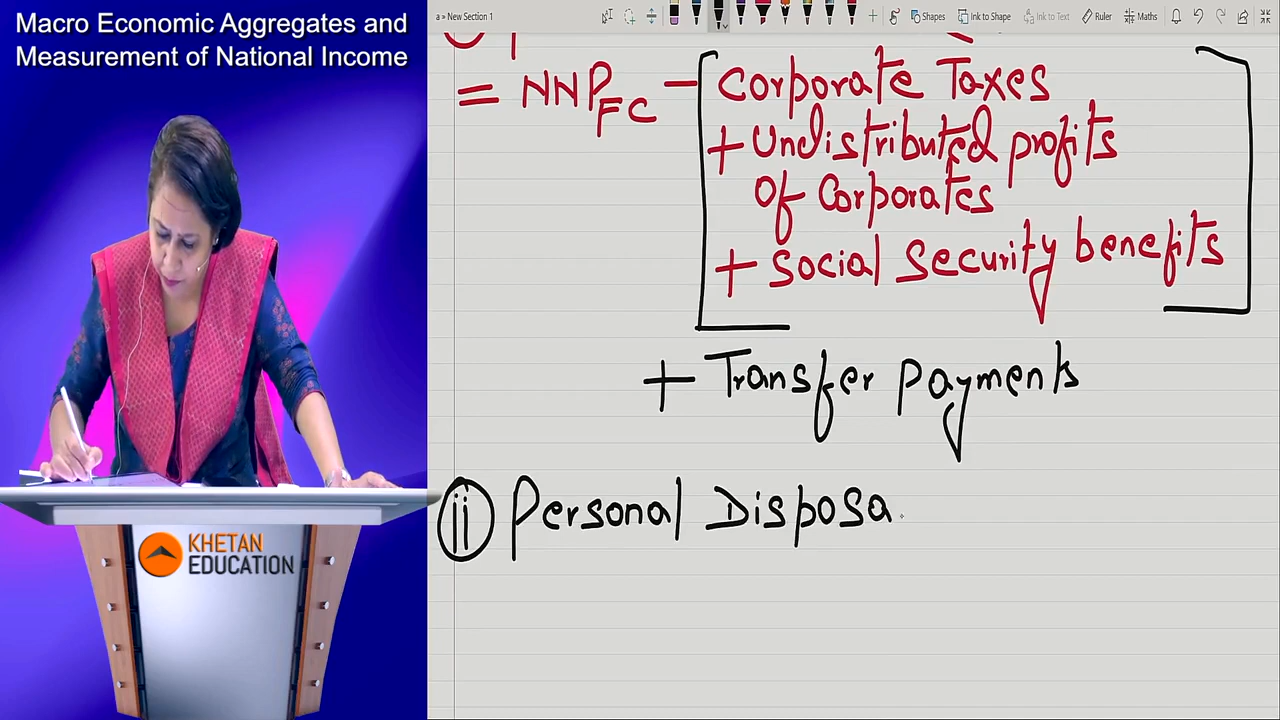 Macro Economic Aggregates and
Measurement of National Income
a > New Section 1
Shapes
Ink to Shape
Ink to Text
Ruler
Maths
= NNPFC - [Corporate Taxes
+ Undistributed profits
of Corporates
+ Social Security benefits]
+ Transfer payments
ii Personal Disposa
KHETAN
EDUCATION